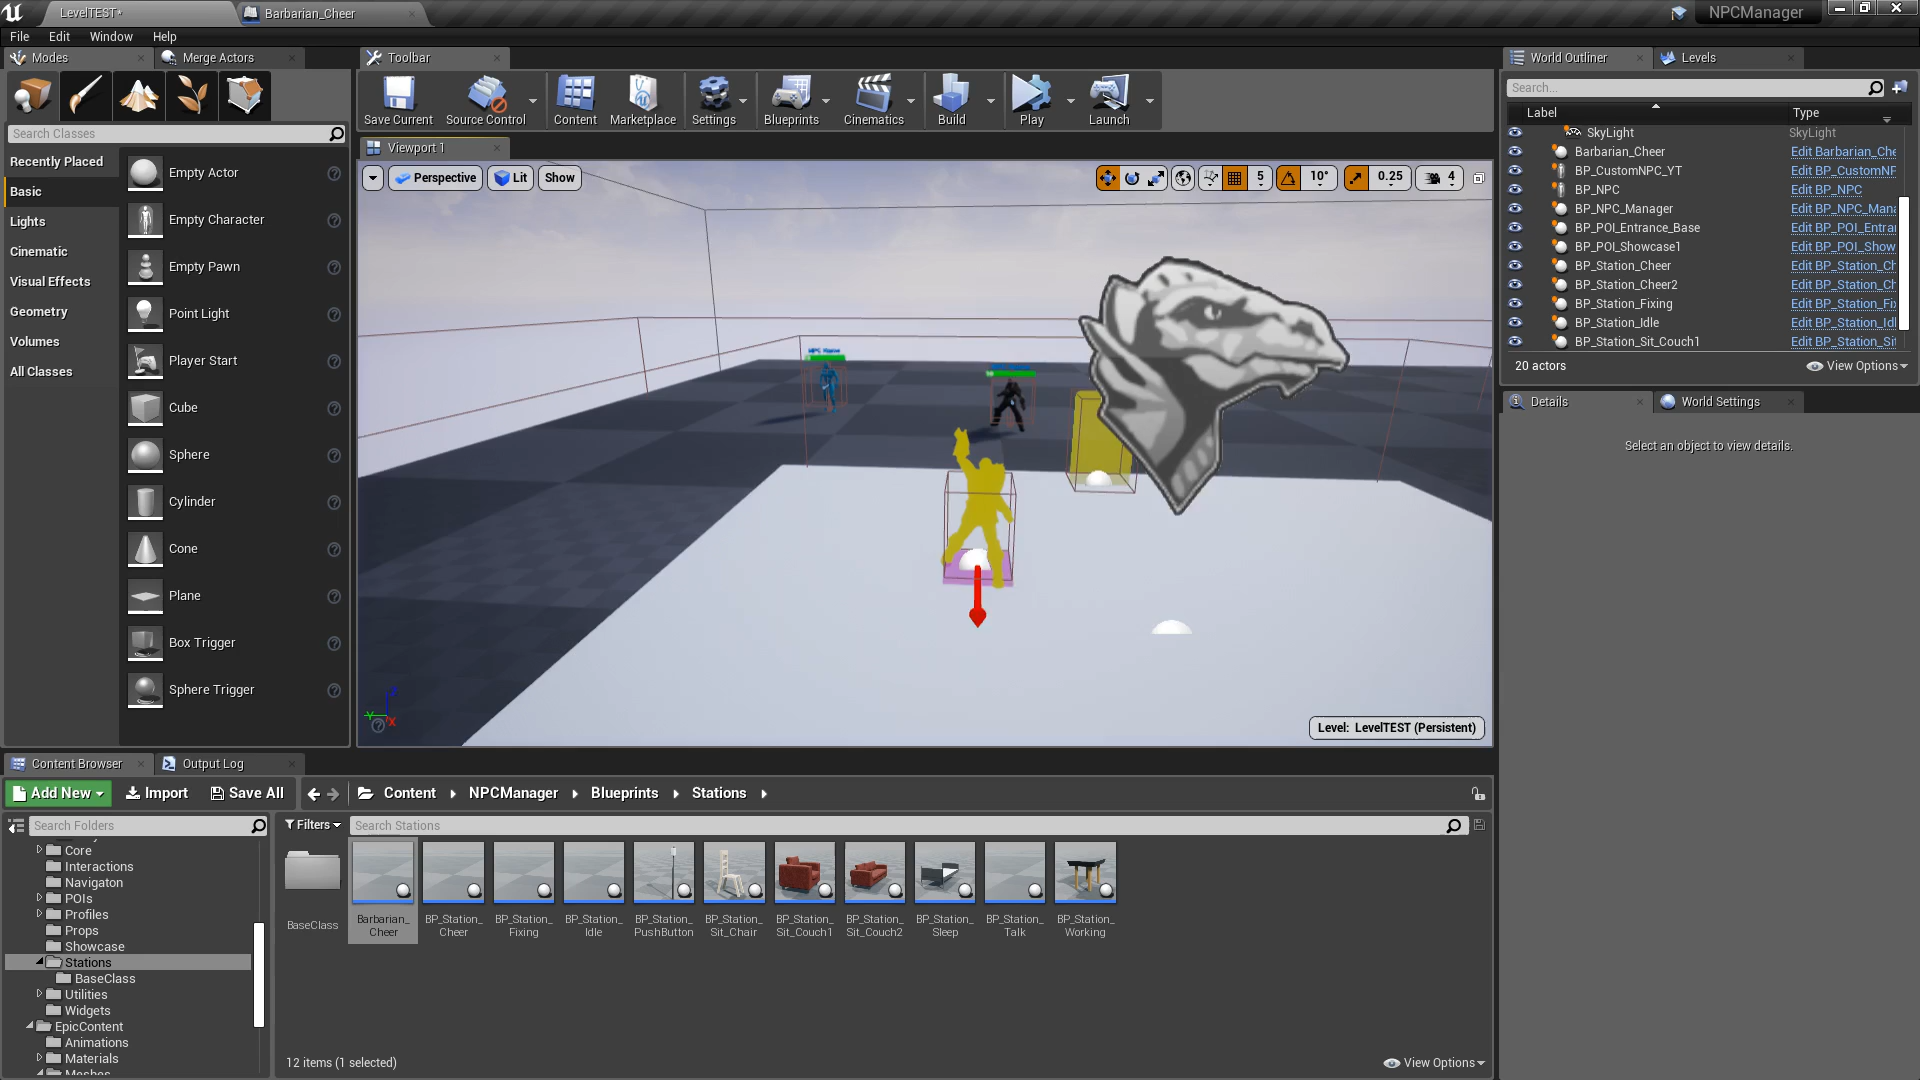 LevelTEST*
Barbarian_Cheer
NPCManager
File Edit Window Help
Modes
Merge Actors
Toolbar
World Outliner
Levels
Save Current
Source Control
Content
Marketplace
Settings
Blueprints
Cinematics
Build
Play
Launch
Search Classes
Recently Placed
Basic
Lights
Cinematic
Visual Effects
Geometry
Volumes
All Classes
Empty Actor
Empty Character
Empty Pawn
Point Light
Player Start
Cube
Sphere
Cylinder
Cone
Plane
Box Trigger
Sphere Trigger
Viewport 1
Perspective
Lit
Show
5
10°
0.25
4
NPC Name
Z
Y
X
Level: LevelTEST (Persistent)
Search...
Label Type
SkyLight SkyLight
Barbarian_Cheer Edit Barbarian_Che
BP_CustomNPC_YT Edit BP_CustomNP
BP_NPC Edit BP_NPC
BP_NPC_Manager Edit BP_NPC_Mana
BP_POI_Entrance_Base Edit BP_POI_Entra
BP_POI_Showcase1 Edit BP_POI_Show
BP_Station_Cheer Edit BP_Station_Ch
BP_Station_Cheer2 Edit BP_Station_Ch
BP_Station_Fixing Edit BP_Station_Fi
BP_Station_Idle Edit BP_Station_Idl
BP_Station_Sit_Couch1 Edit BP_Station_Sit
20 actors
View Options
Details
World Settings
Select an object to view details.
Content Browser
Output Log
Add New
Import
Save All
Content
NPCManager
Blueprints
Stations
Search Folders
Filters
Search Stations
Core
Interactions
Navigaton
POIs
Profiles
Props
Showcase
Stations
BaseClass
Utilities
Widgets
EpicContent
Animations
Materials
Meshes
BaseClass
Barbarian_
Cheer
BP_Station_
Cheer
BP_Station_
Fixing
BP_Station_
Idle
BP_Station_
PushButton
BP_Station_
Sit_Chair
BP_Station_
Sit_Couch1
BP_Station_
Sit_Couch2
BP_Station_
Sleep
BP_Station_
Talk
BP_Station_
Working
12 items (1 selected)
View Options